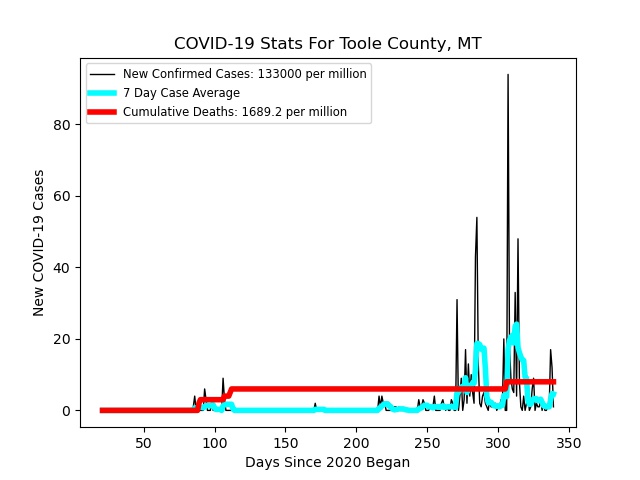 COVID-19 Stats For Toole County, MT
New Confirmed Cases: 133000 per million
7 Day Case Average
Cumulative Deaths: 1689.2 per million
New COVID-19 Cases
80
60
40
20
0
50 100 150 200 250 300 350
Days Since 2020 Began